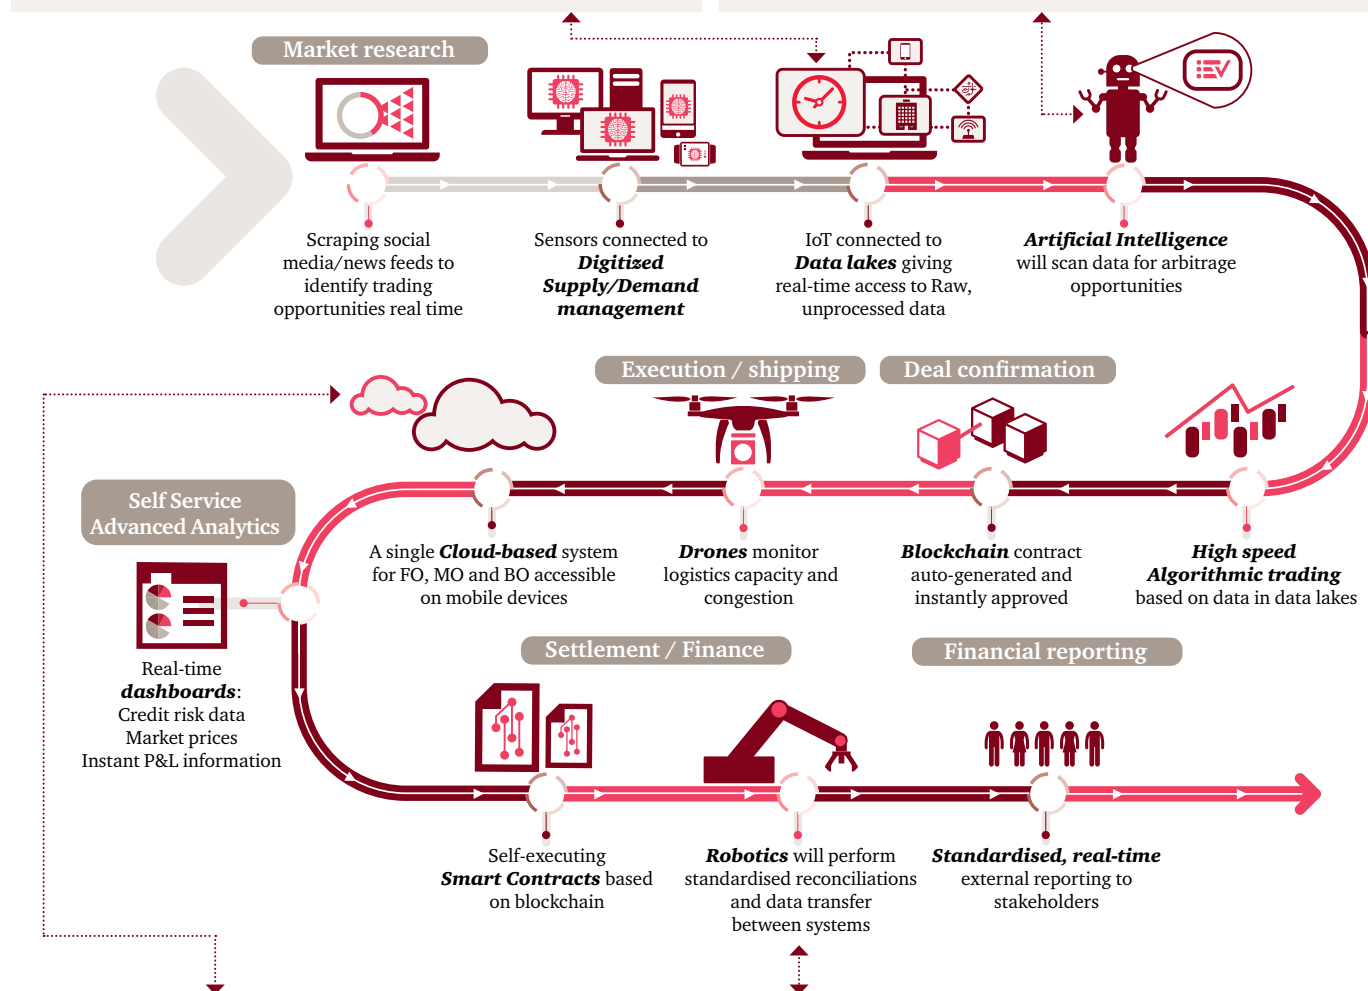 Market research
Scraping social
media/news feeds to
identify trading
opportunities real time
Sensors connected to
Digitized
Supply/Demand
management
IoT connected to
Data lakes giving
real-time access to Raw,
unprocessed data
Artificial Intelligence
will scan data for arbitrage
opportunities
Execution / shipping
Deal confirmation
High speed
Algorithmic trading
based on data in data lakes
Blockchain contract
auto-generated and
instantly approved
Drones monitor
logistics capacity and
congestion
A single Cloud-based system
for FO, MO and BO accessible
on mobile devices
Self Service
Advanced Analytics
Real-time
dashboards:
Credit risk data
Market prices
Instant P&L information
Settlement / Finance
Financial reporting
Self-executing
Smart Contracts based
on blockchain
Robotics will perform
standardised reconciliations
and data transfer
between systems
Standardised, real-time
external reporting to
stakeholders